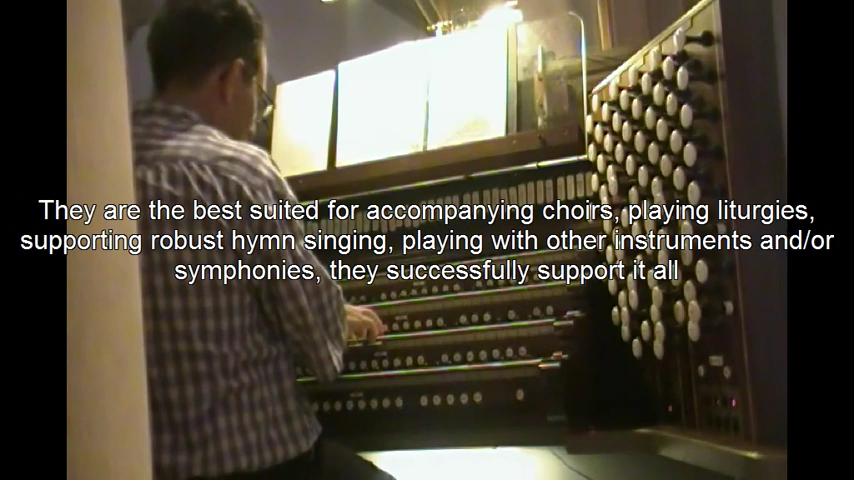 They are the best suited for accompanying choirs, playing liturgies,
supporting robust hymn singing, playing with other instruments and/or
symphonies, they successfully support it all